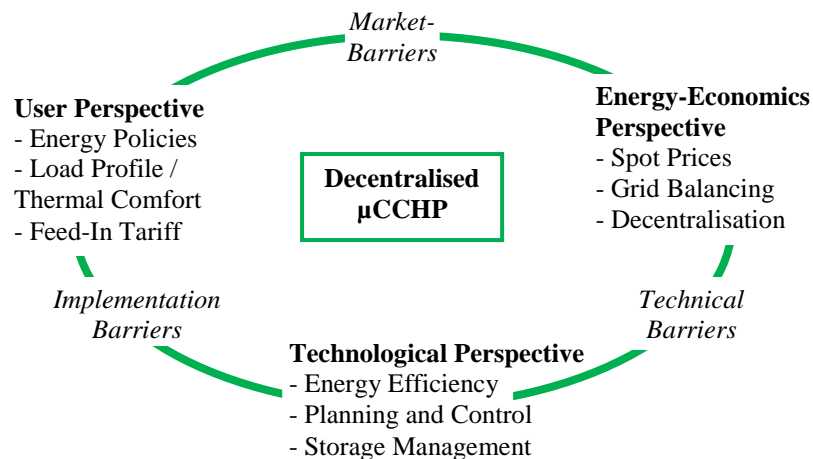 Market-
Barriers
User Perspective
- Energy Policies
- Load Profile /
Thermal Comfort
- Feed-In Tariff
Energy-Economics
Perspective
- Spot Prices
- Grid Balancing
- Decentralisation
Decentralised
µCCHP
Implementation
Barriers
Technical
Barriers
Technological Perspective
- Energy Efficiency
- Planning and Control
- Storage Management